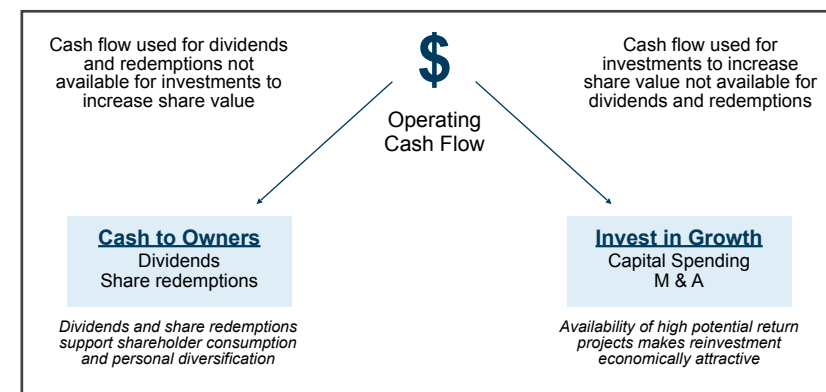 Cash flow used for dividends
and redemptions not
available for investments to
increase share value
$
Operating
Cash Flow
Cash flow used for
investments to increase
share value not available for
dividends and redemptions
Cash to Owners
Dividends
Share redemptions
Dividends and share redemptions
support shareholder consumption
and personal diversification
Invest in Growth
Capital Spending
M & A
Availability of high potential return
projects makes reinvestment
economically attractive